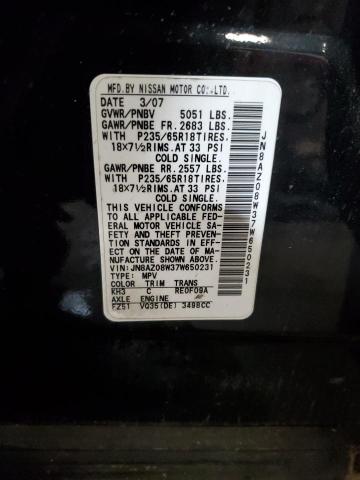 MFD.BY NISSAN MOTOR CO.,LTD.
DATE 3/07
GVWR/PNBV 5051 LBS.
GAWR/PNBE FR.2683 LBS.
WITH P235/65R18TIRES.
18X7½RIMS.AT 33 PSI
COLD SINGLE.
GAWR/PNBE RR.2557 LBS.
WITH P235/65R18TIRES.
18X7½RIMS.AT 33 PSI
COLD SINGLE.
THIS VEHICLE CONFORMS
TO ALL APPLICABLE FED-
ERAL MOTOR VEHICLE SA-
FETY AND THEFT PREVEN-
TION STANDARDS IN EFF-
ECT ON THE DATE OF MA-
NUFACTURE SHOWN ABOVE.
VIN:JN8AZ08W37W650231
TYPE: MPV
COLOR TRIM TRANS
KH3 C RE0F09A
AXLE ENGINE
FZ51 VQ35(DE) 3498CC
JN8AZ08W37W650231